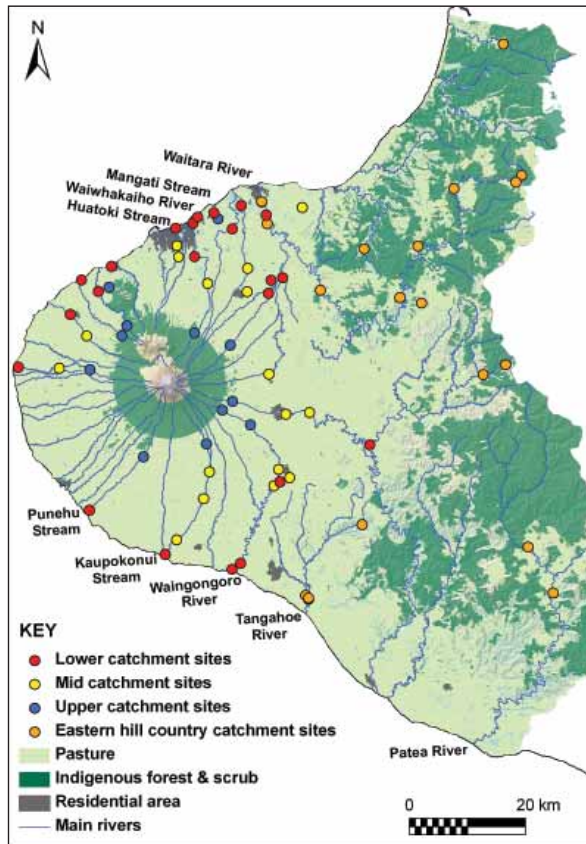 N
Waitara River
Mangati Stream
Waiwhakaiho River
Huatoki Stream
Punehu
Stream
Kaupokonui
Stream
Waingongoro
River
Tangahoe
River
Patea River
KEY
Lower catchment sites
Mid catchment sites
Upper catchment sites
Eastern hill country catchment sites
Pasture
Indigenous forest & scrub
Residential area
Main rivers
0 20 km